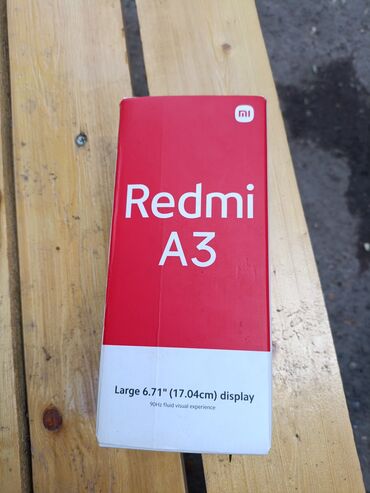 mi
Redmi
A3
Large 6.71" (17.04cm) display
90Hz fluid visual experience